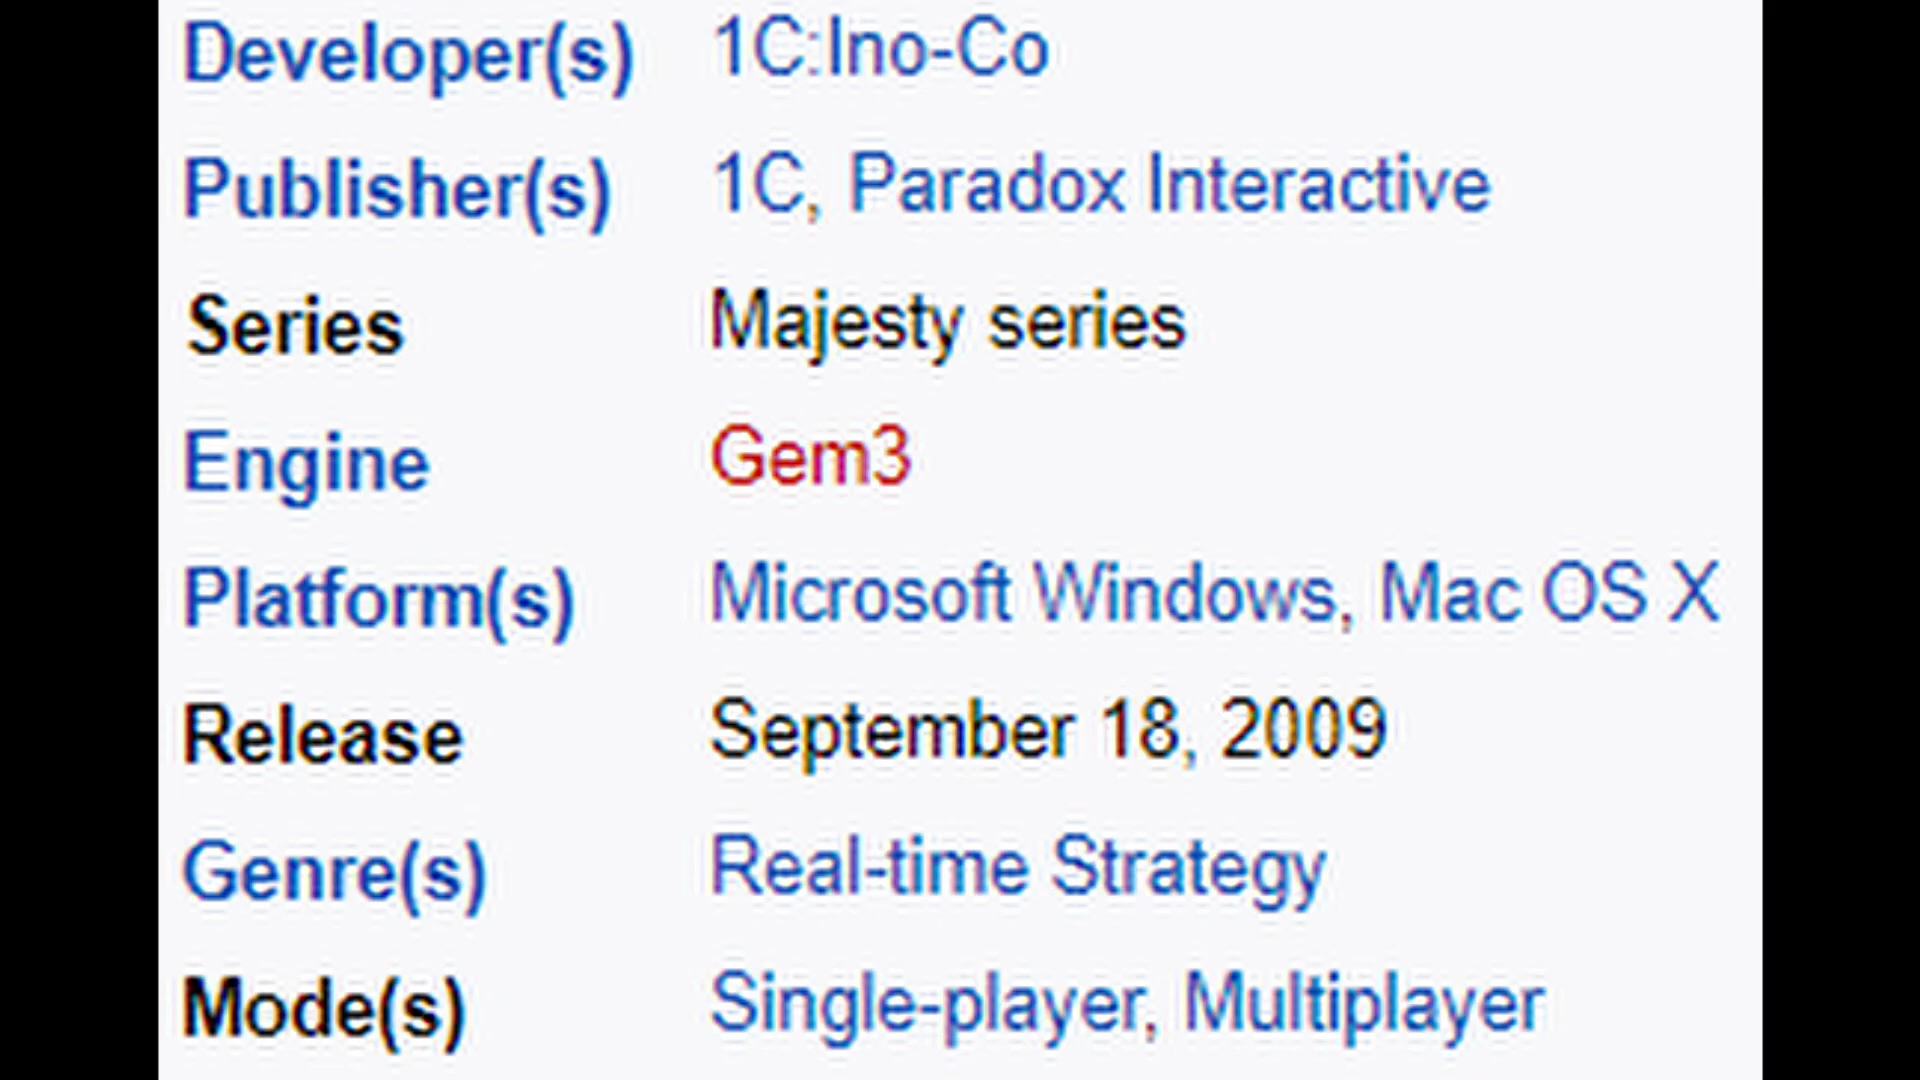 Developer(s) 1C:Ino-Co
Publisher(s) 1C, Paradox Interactive
Series Majesty series
Engine Gem3
Platform(s) Microsoft Windows, Mac OS X
Release September 18, 2009
Genre(s) Real-time Strategy
Mode(s) Single-player, Multiplayer